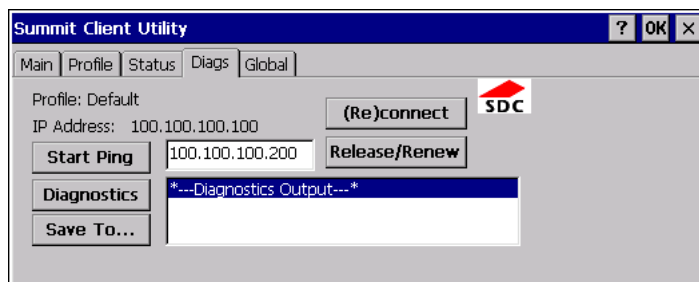 Summit Client Utility ? OK ×
Main Profile Status Diags Global
Profile: Default
(Re)connect
SDC
IP Address: 100.100.100.100
Start Ping 100.100.100.200 Release/Renew
Diagnostics *---Diagnostics Output---*
Save To...